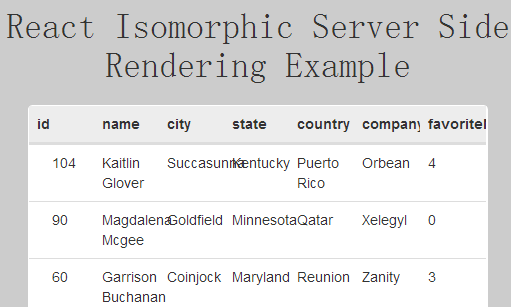 React Isomorphic Server Side
Rendering Example
id name city state country company favoritel
104 Kaitlin Glover Succasunna Kentucky Puerto Rico Orbean 4
90 Magdalena Mcgee Goldfield Minnesota Qatar Xelegyl 0
60 Garrison Buchanan Coinjock Maryland Reunion Zanity 3